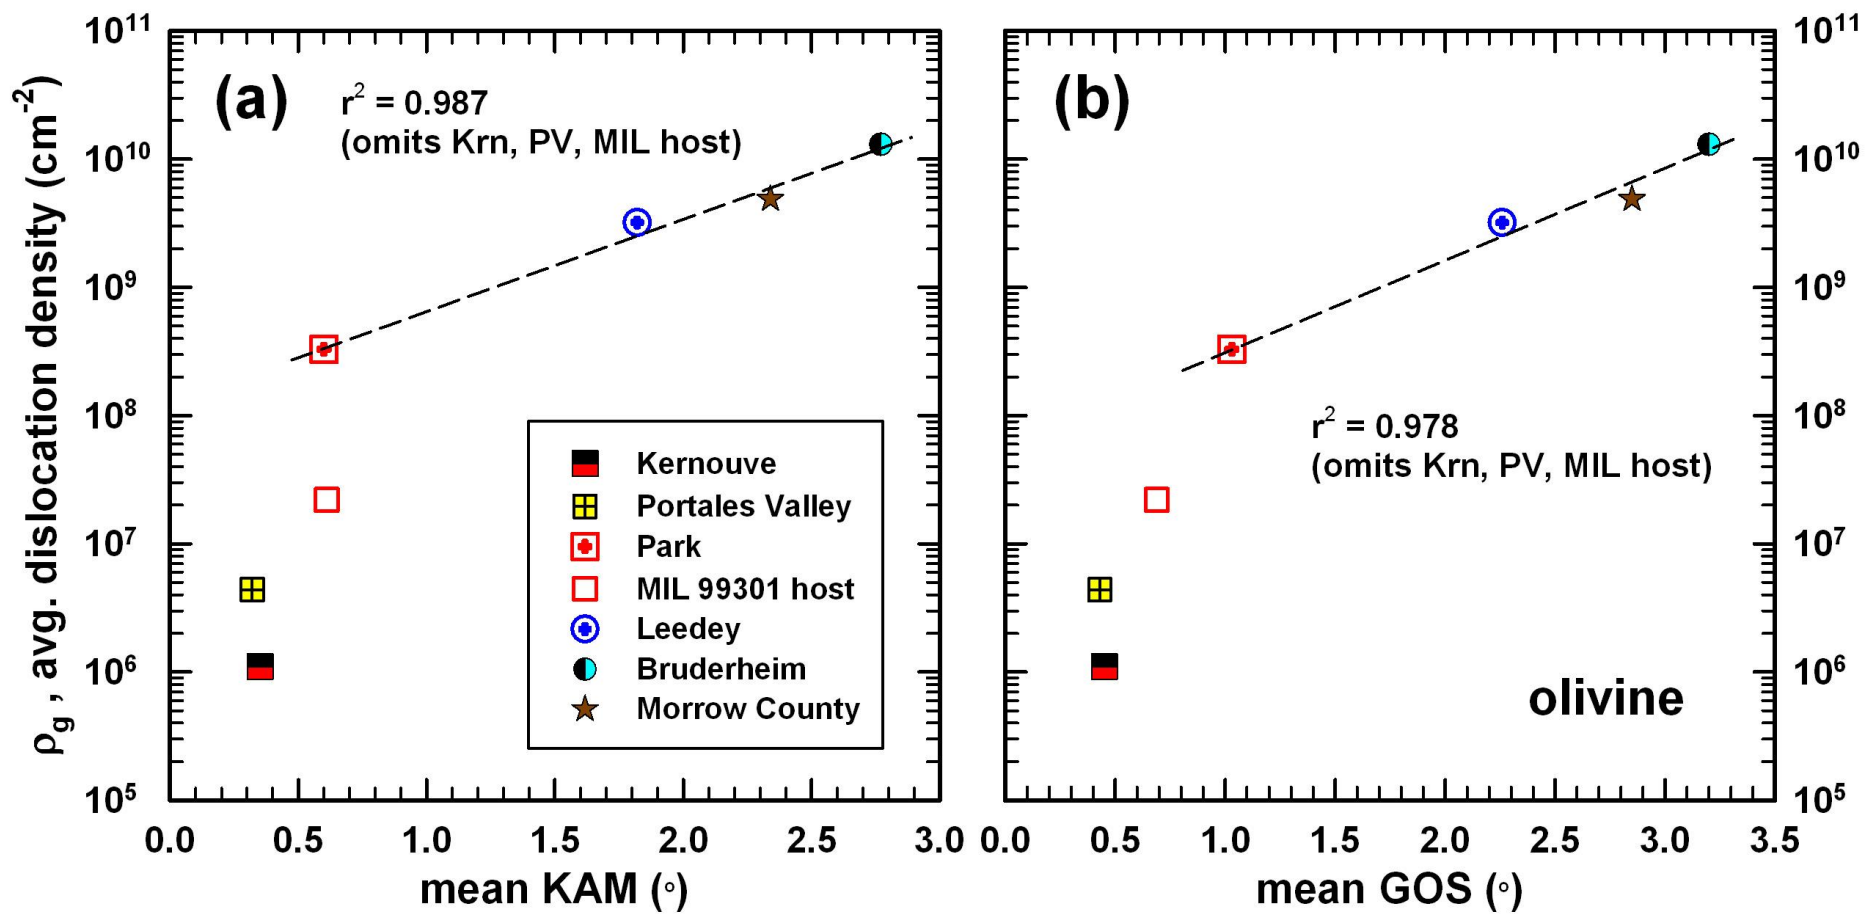 (a)
r² = 0.987
(omits Krn, PV, MIL host)
10¹¹
10¹⁰
10⁹
10⁸
10⁷
10⁶
10⁵
ρg , avg. dislocation density (cm⁻²)
Kernouve
Portales Valley
Park
MIL 99301 host
Leedey
Bruderheim
Morrow County
0.0 0.5 1.0 1.5 2.0 2.5 3.0
mean KAM (°)
(b)
r² = 0.978
(omits Krn, PV, MIL host)
olivine
10¹¹
10¹⁰
10⁹
10⁸
10⁷
10⁶
10⁵
0.0 0.5 1.0 1.5 2.0 2.5 3.0 3.5
mean GOS (°)